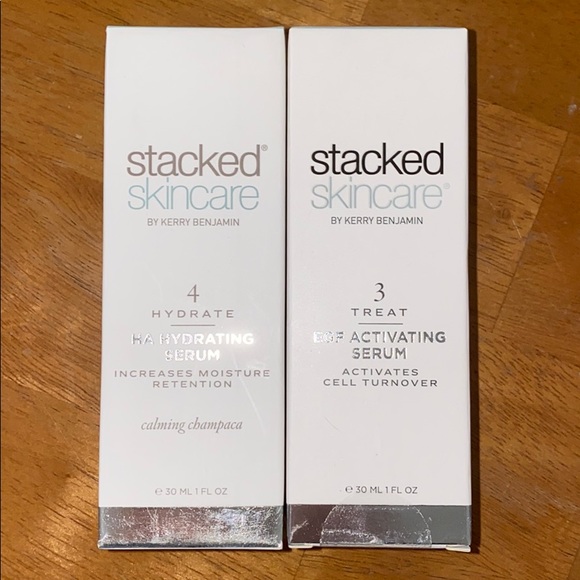 stacked®
skincare
BY KERRY BENJAMIN
4
HYDRATE
HA HYDRATING
SERUM
INCREASES MOISTURE
RETENTION
calming champaca
℮ 30 ML 1 FL OZ
stacked
skincare®
BY KERRY BENJAMIN
3
TREAT
EGF ACTIVATING
SERUM
ACTIVATES
CELL TURNOVER
℮ 30 ML 1 FL OZ